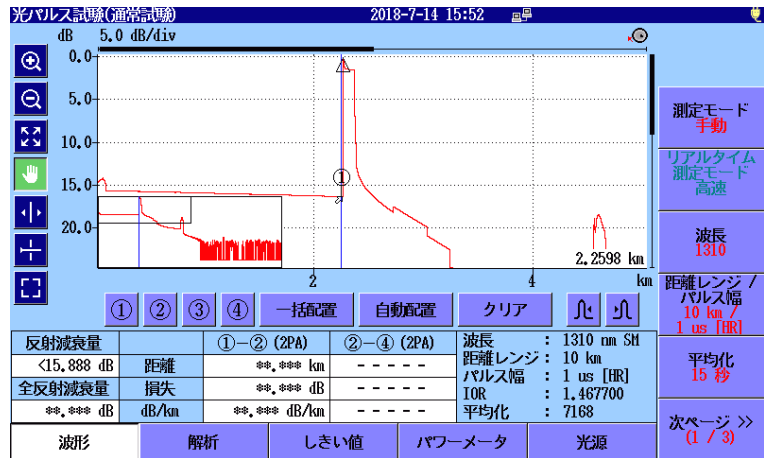 光パルス試験(通常試験)
2018-7-14 15:52
dB 5.0 dB/div
0.0
5.0
10.0
15.0
20.0
①
2.2598 km
2 4 km
① ② ③ ④ 一括配置 自動配置 クリア
反射減衰量 ①−② (2PA) ②−④ (2PA)
<15.888 dB 距離 **.*** km - - - - -
全反射減衰量 損失 **.*** dB - - - - -
**.*** dB dB/km **.*** dB/km - - - - -
波長 : 1310 nm SM
距離レンジ : 10 km
パルス幅 : 1 us [HR]
IOR : 1.467700
平均化 : 7168
波形 解析 しきい値 パワーメータ 光源
測定モード
手動
リアルタイム
測定モード
高速
波長
1310
距離レンジ /
パルス幅
10 km /
1 us [HR]
平均化
15 秒
次ページ >>
(1 / 3)